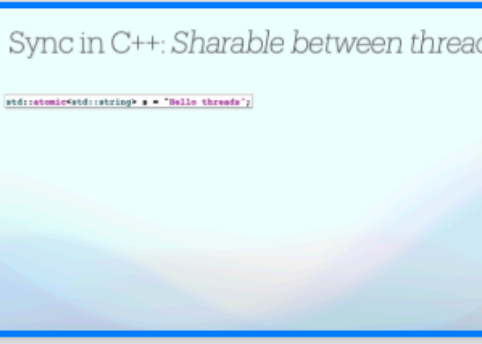 Sync in C++: Sharable between threa
std::atomic<std::string> s = "Hello threads";